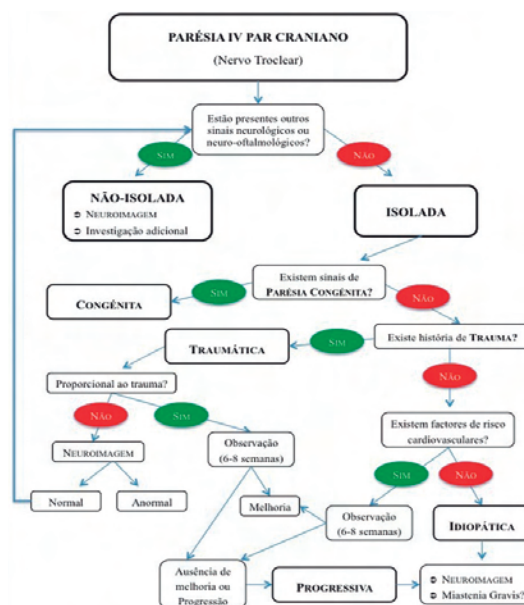 PARÉSIA IV PAR CRANIANO
(Nervo Troclear)
Estão presentes outros
sinais neurológicos ou
neuro-oftalmológicos?
SIM
NÃO
NÃO-ISOLADA
NEUROIMAGEM
Investigação adicional
ISOLADA
Existem sinais de
PARÉSIA CONGÉNITA?
SIM
NÃO
CONGÉNITA
Existe história de TRAUMA?
SIM
TRAUMÁTICA
NÃO
Proporcional ao trauma?
NÃO
SIM
Existem factores de risco
cardiovasculares?
NEUROIMAGEM
Observação
(6-8 semanas)
SIM
NÃO
Normal
Anormal
Melhoria
Observação
(6-8 semanas)
IDIOPÁTICA
Ausência de
melhoria ou
Progressão
PROGRESSIVA
NEUROIMAGEM
Miastenia Gravis?